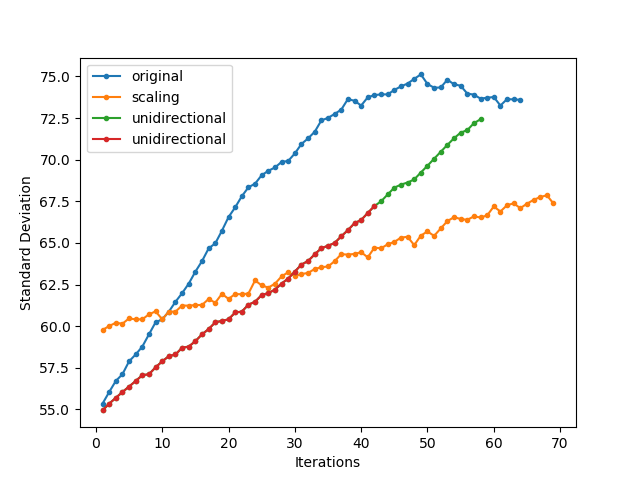 original
scaling
unidirectional
unidirectional
75.0
72.5
70.0
67.5
65.0
62.5
60.0
57.5
55.0
Standard Deviation
0 10 20 30 40 50 60 70
Iterations